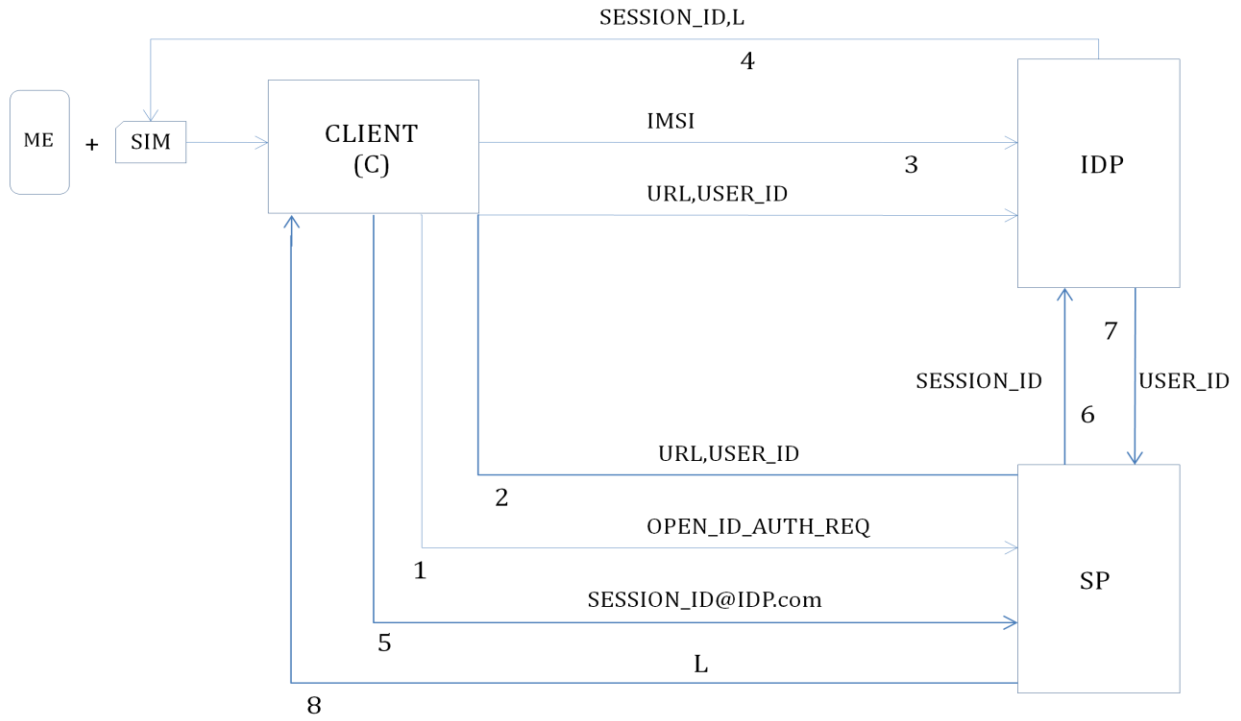 SESSION_ID,L
4
ME
+
SIM
CLIENT
(C)
IMSI
3
IDP
URL,USER_ID
7
SESSION_ID
USER_ID
6
URL,USER_ID
2
OPEN_ID_AUTH_REQ
1
SP
SESSION_ID@IDP.com
5
L
8